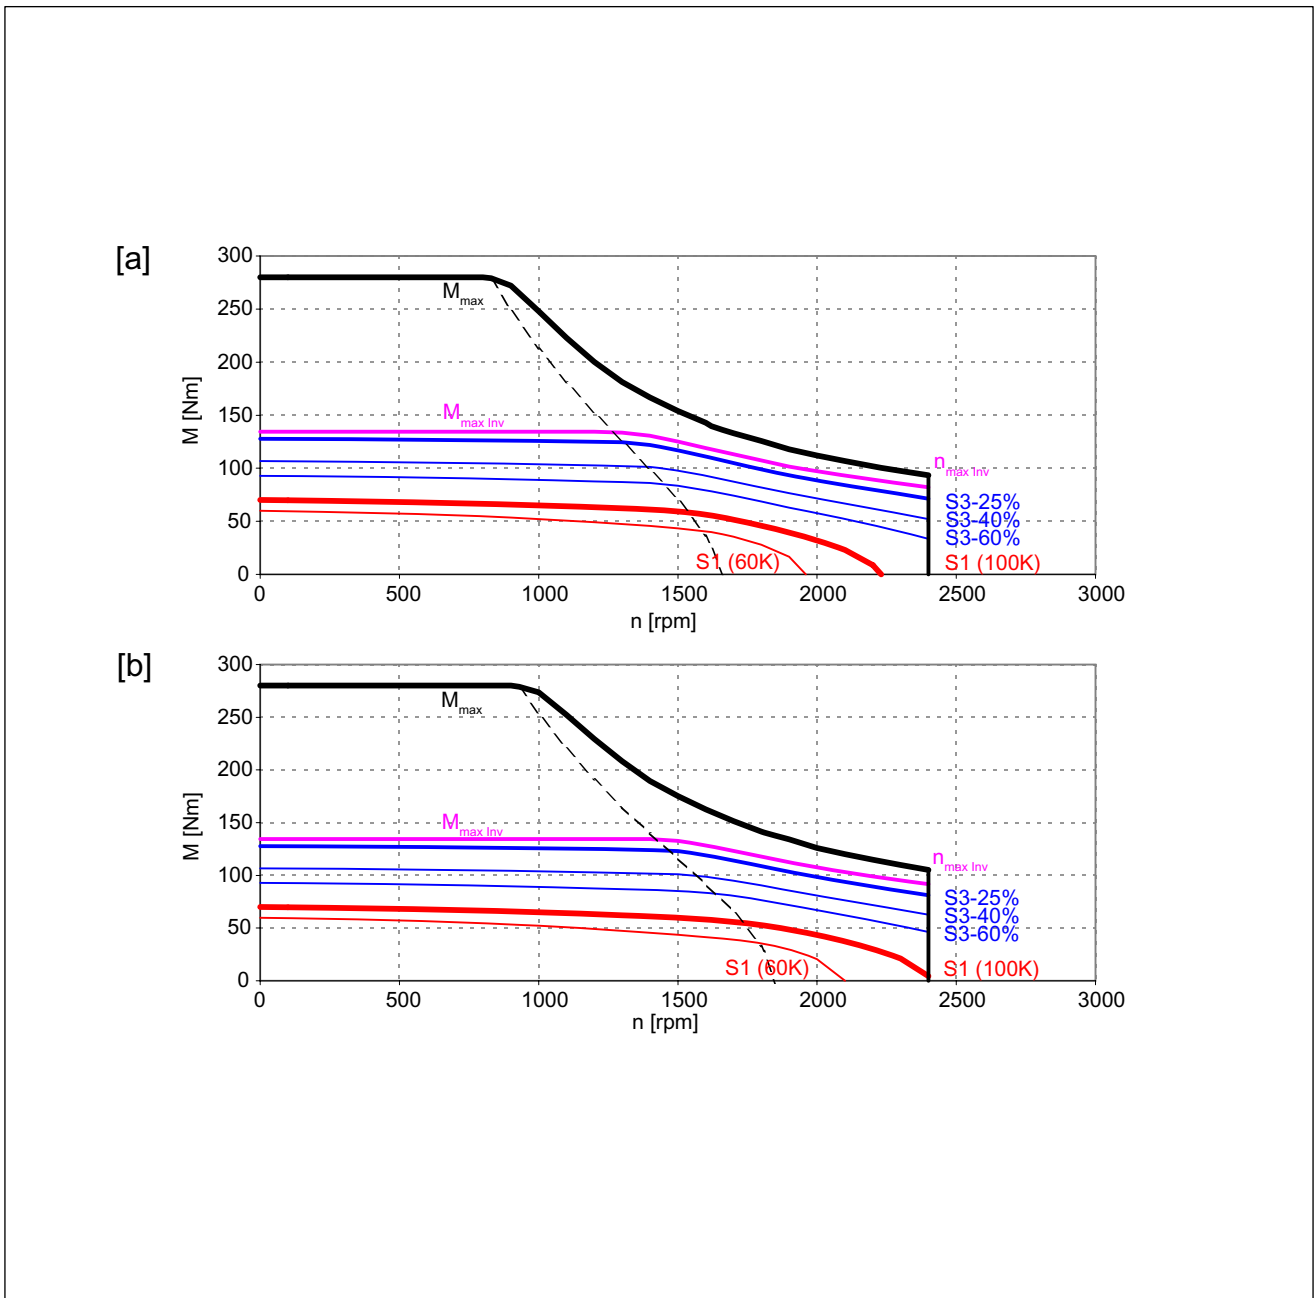 [a]
300
250
200
150
100
50
0
M [Nm]
Mmax
Mmax Inv
nmax Inv
S3-25%
S3-40%
S3-60%
S1 (60K)
S1 (100K)
0 500 1000 1500 2000 2500 3000
n [rpm]
[b]
300
250
200
150
100
50
0
M [Nm]
Mmax
Mmax Inv
nmax Inv
S3-25%
S3-40%
S3-60%
S1 (60K)
S1 (100K)
0 500 1000 1500 2000 2500 3000
n [rpm]